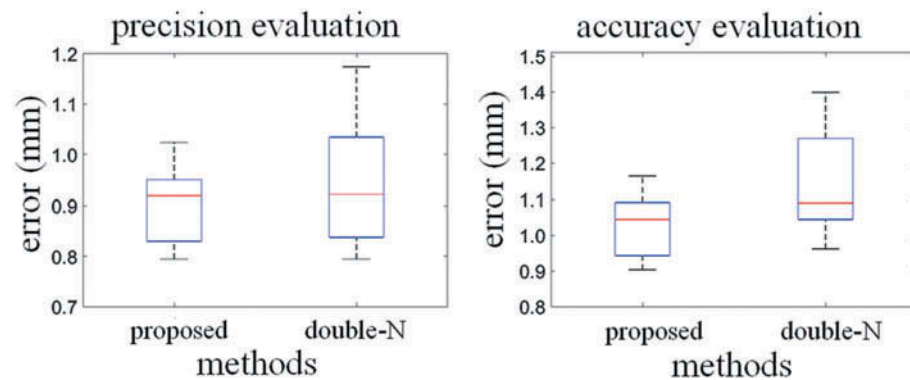 precision evaluation
error (mm)
1.2
1.1
1.0
0.9
0.8
0.7
proposed double-N
methods
accuracy evaluation
error (mm)
1.5
1.4
1.3
1.2
1.1
1.0
0.9
0.8
proposed double-N
methods